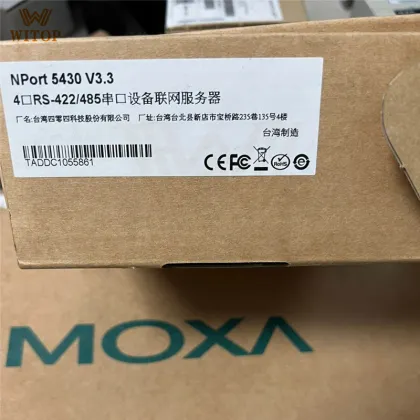 WITOP
NPort 5430 V3.3
4口RS-422/485串口设备联网服务器
厂名:台湾四零四科技股份有限公司 厂址:台湾台北县新店市宝桥路235巷135号4楼
台湾制造
TADDC1055861
FC CE RoHS
MOXA